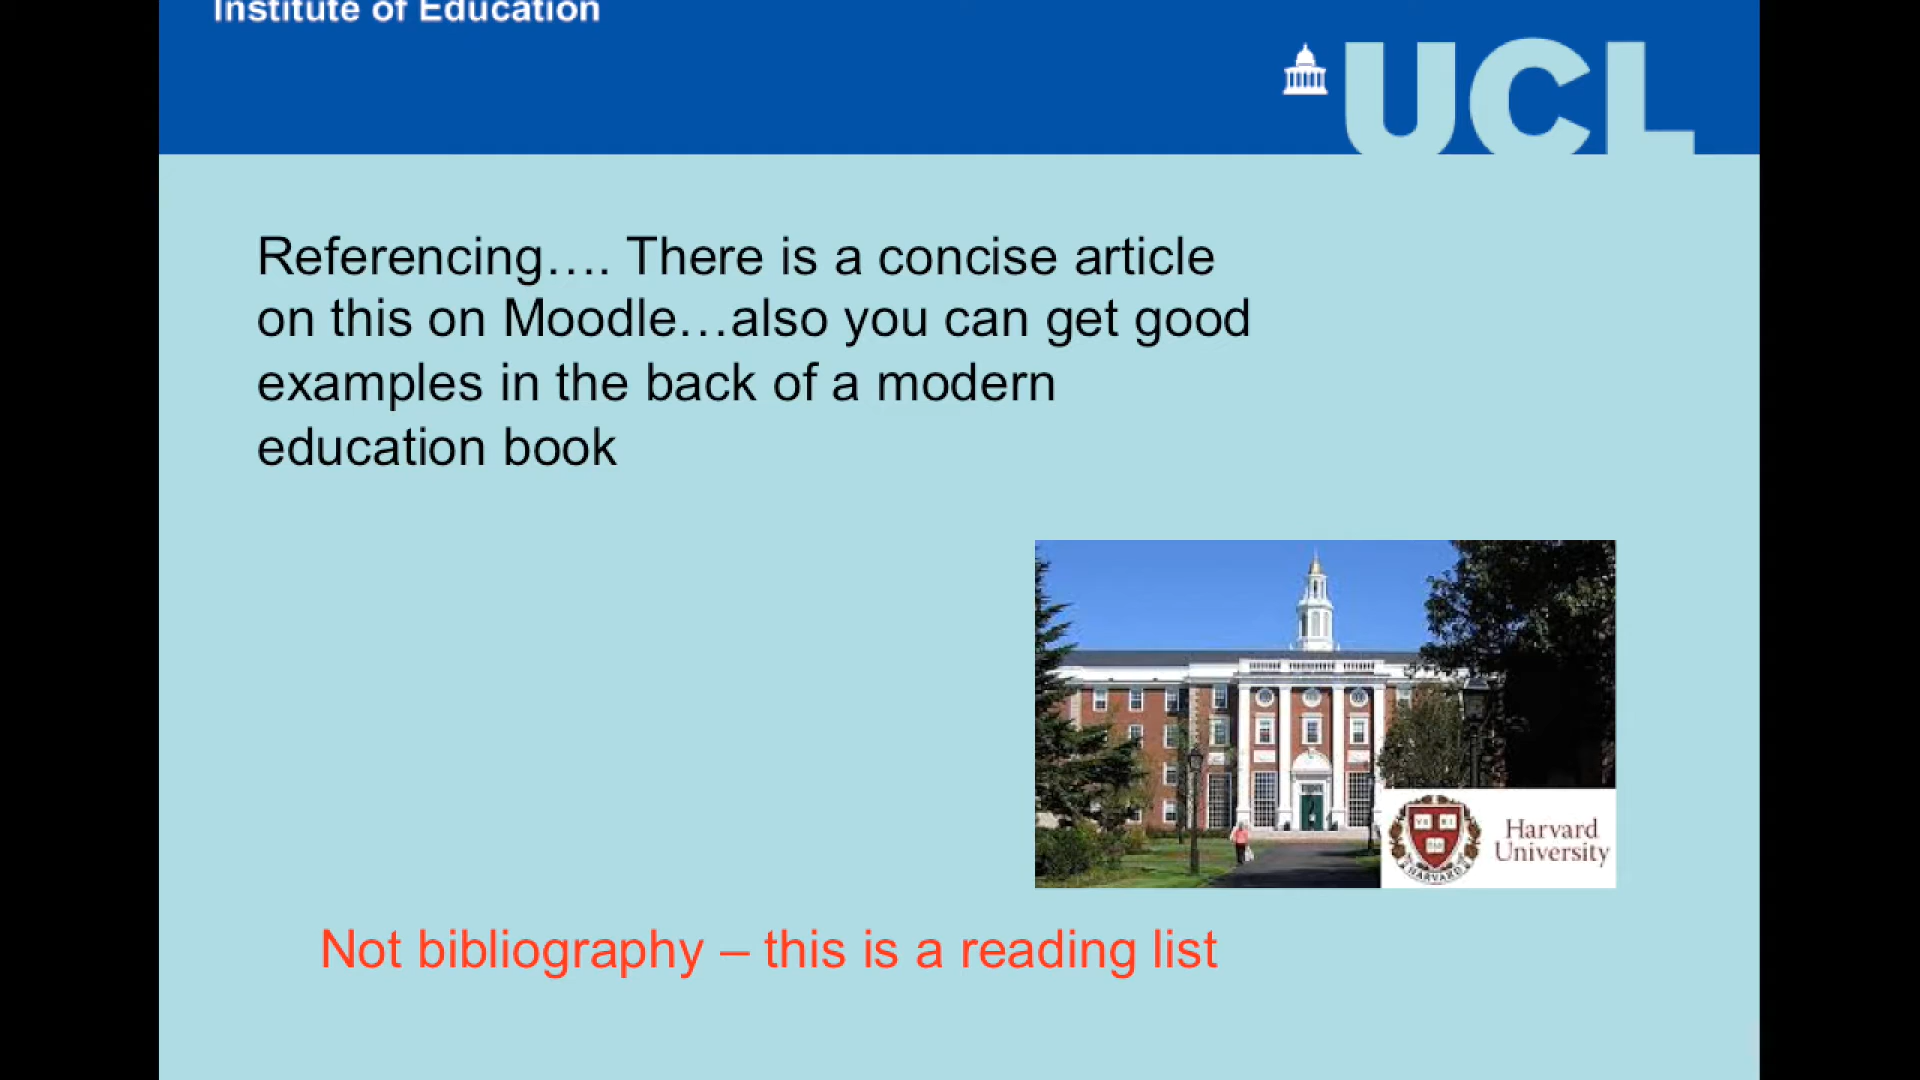 Institute of Education
UCL
Referencing…. There is a concise article
on this on Moodle…also you can get good
examples in the back of a modern
education book
Harvard
University
HARVARD
Not bibliography – this is a reading list